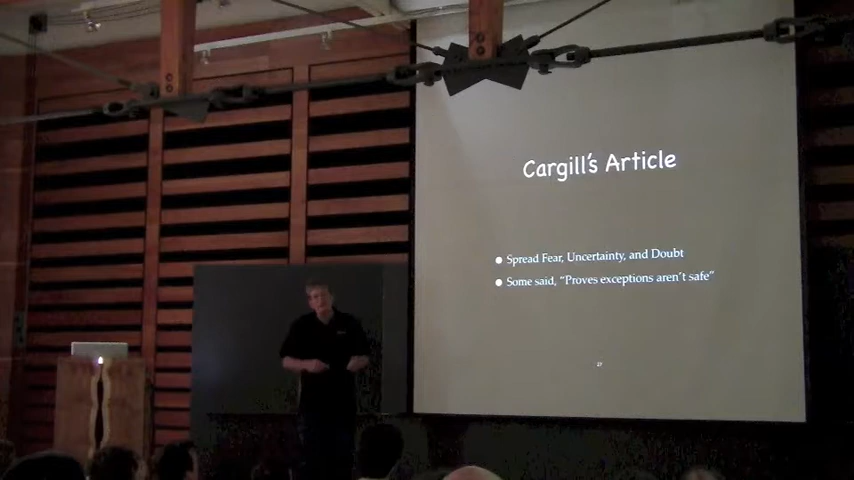 Cargill's Article
● Spread Fear, Uncertainty, and Doubt
● Some said, "Proves exceptions aren't safe"